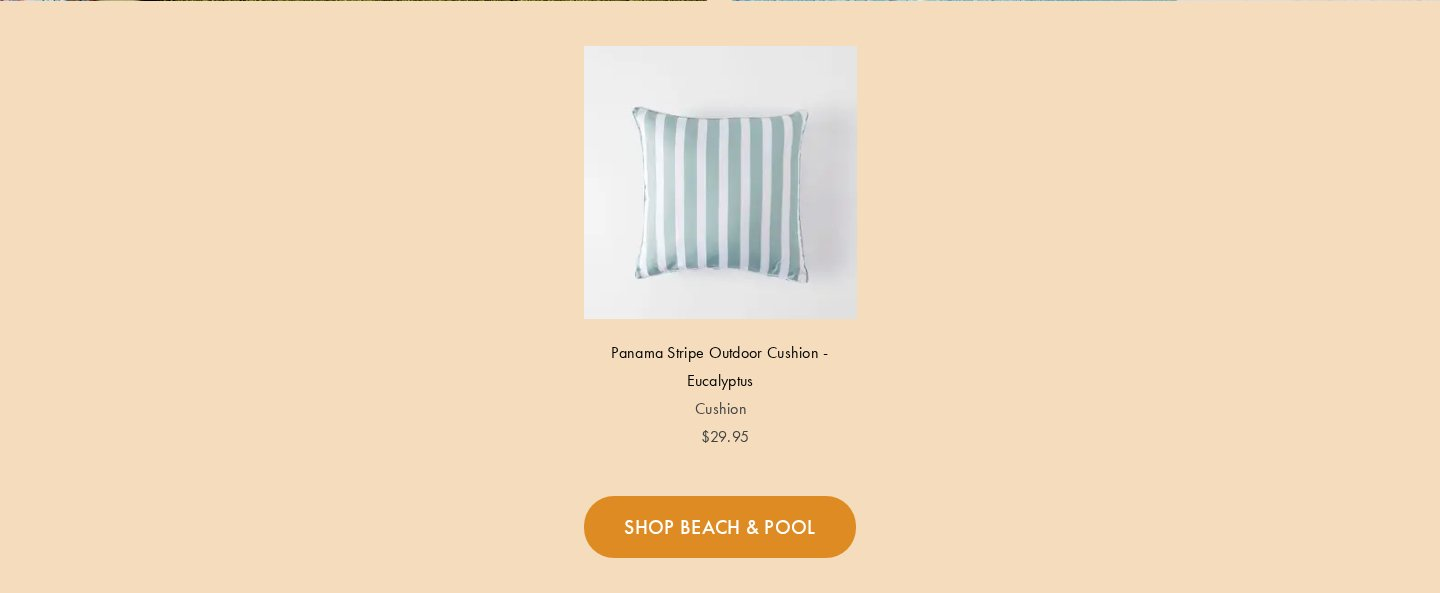 Panama Stripe Outdoor Cushion -
Eucalyptus
Cushion
$29.95
SHOP BEACH & POOL